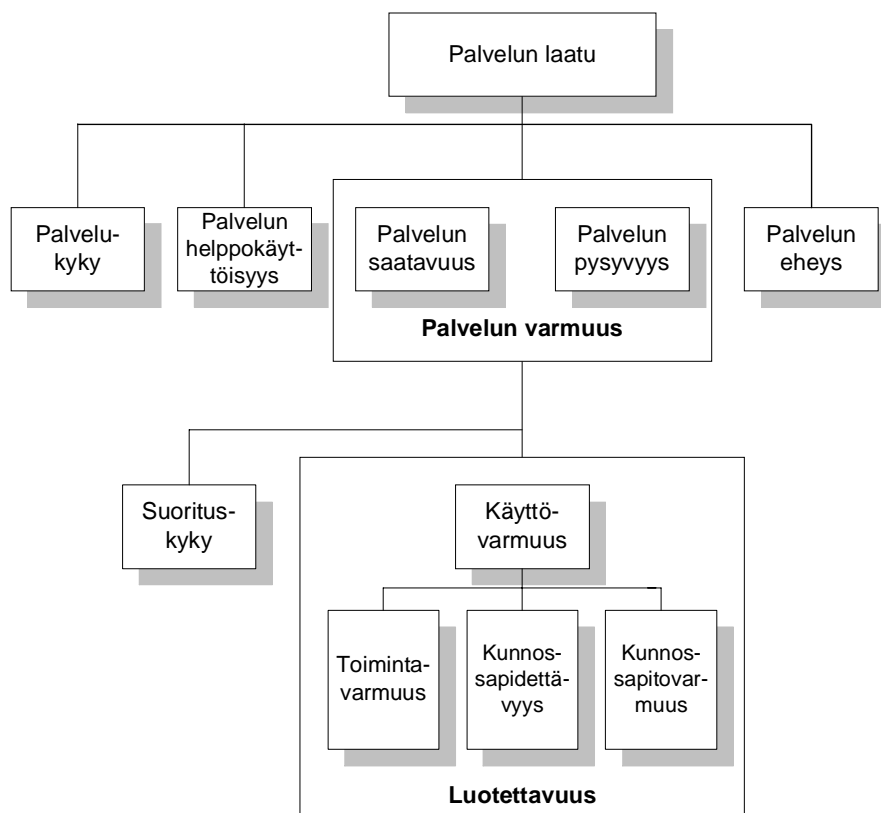 Palvelun laatu
Palvelu-
kyky
Palvelun
helppokäyt-
töisyys
Palvelun
saatavuus
Palvelun
pysyvyys
Palvelun
eheys
Palvelun varmuus
Suoritus-
kyky
Käyttö-
varmuus
Toiminta-
varmuus
Kunnos-
sapidettä-
vyys
Kunnos-
sapitovar-
muus
Luotettavuus